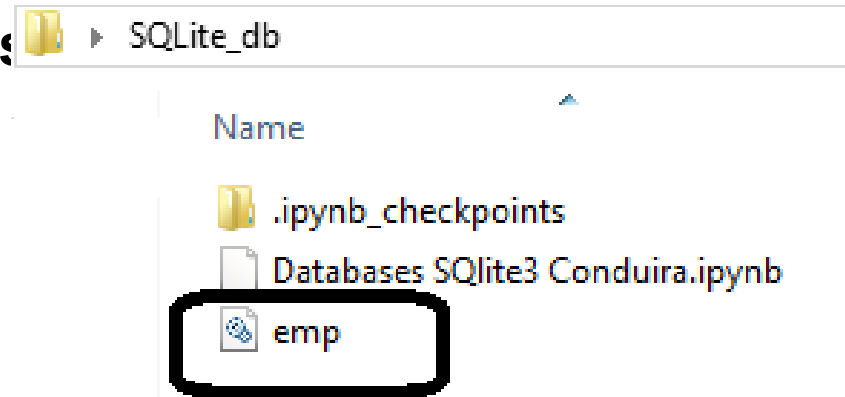 SQLite_db
Name
.ipynb_checkpoints
Databases SQlite3 Conduira.ipynb
emp